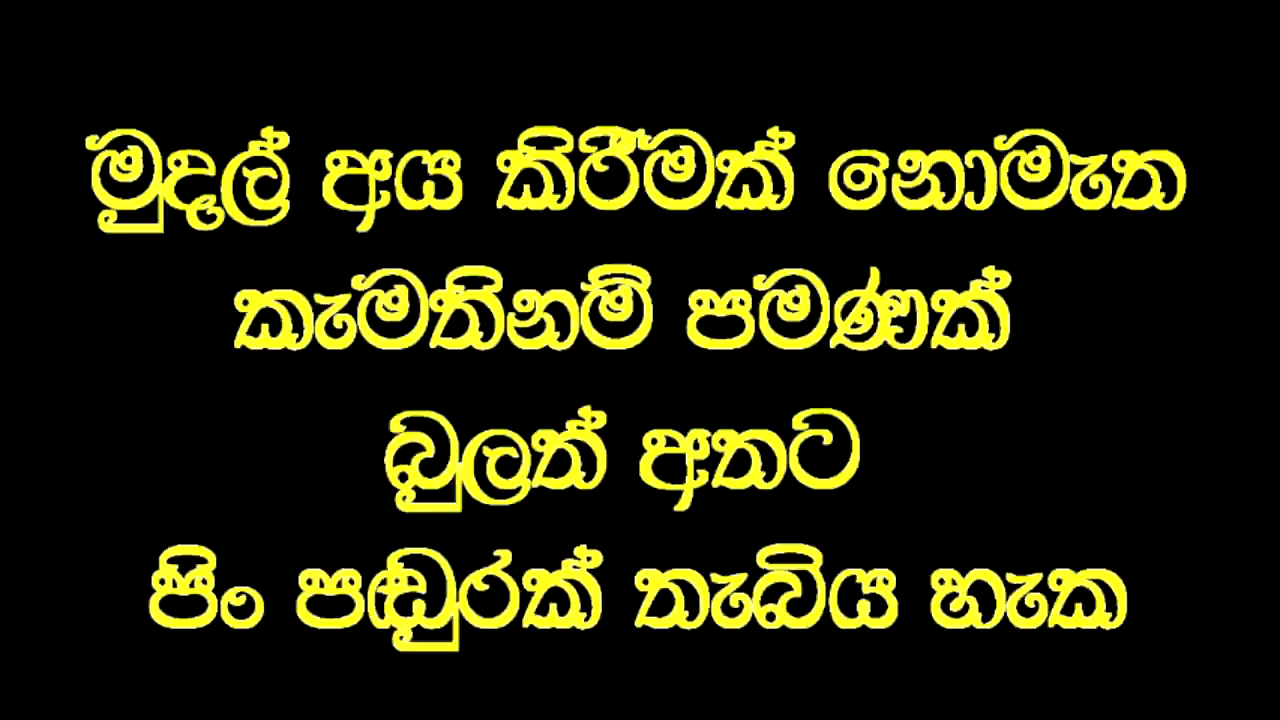 මුදල් අය කිරීමක් නොමැත
කැමතිනම් පමණක්
බුලත් අතට
පිං පඬුරක් තැබිය හැක